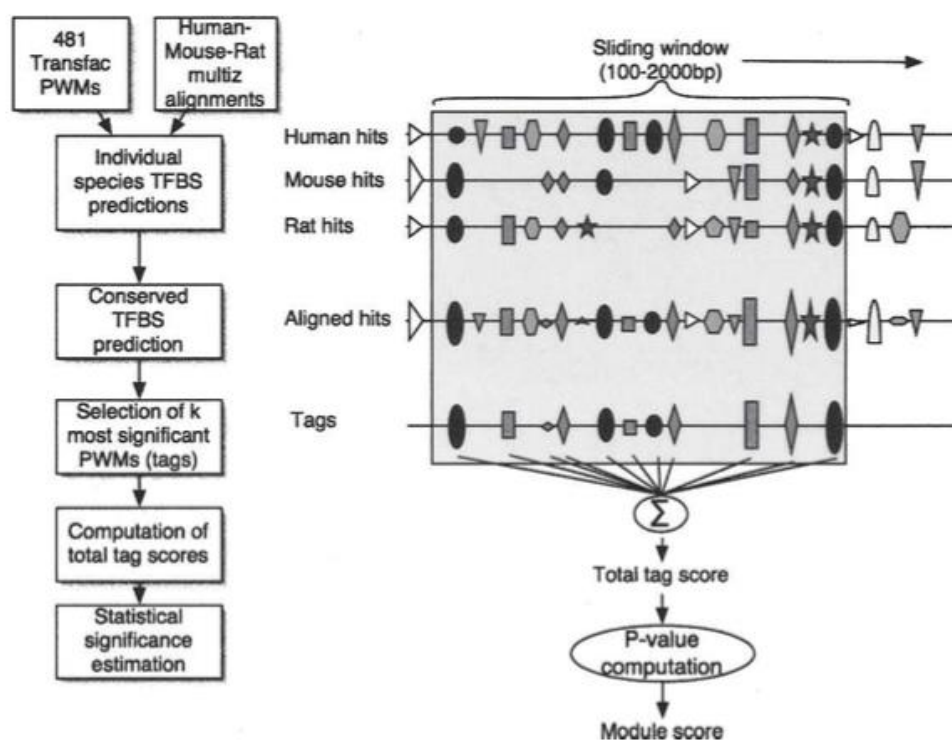 481
Transfac
PWMs
Human-
Mouse-Rat
multiz
alignments
Individual
species TFBS
predictions
Conserved
TFBS
prediction
Selection of k
most significant
PWMs (tags)
Computation of
total tag scores
Statistical
significance
estimation
Sliding window
(100-2000bp)
Human hits
Mouse hits
Rat hits
Aligned hits
Tags
Σ
Total tag score
P-value
computation
Module score